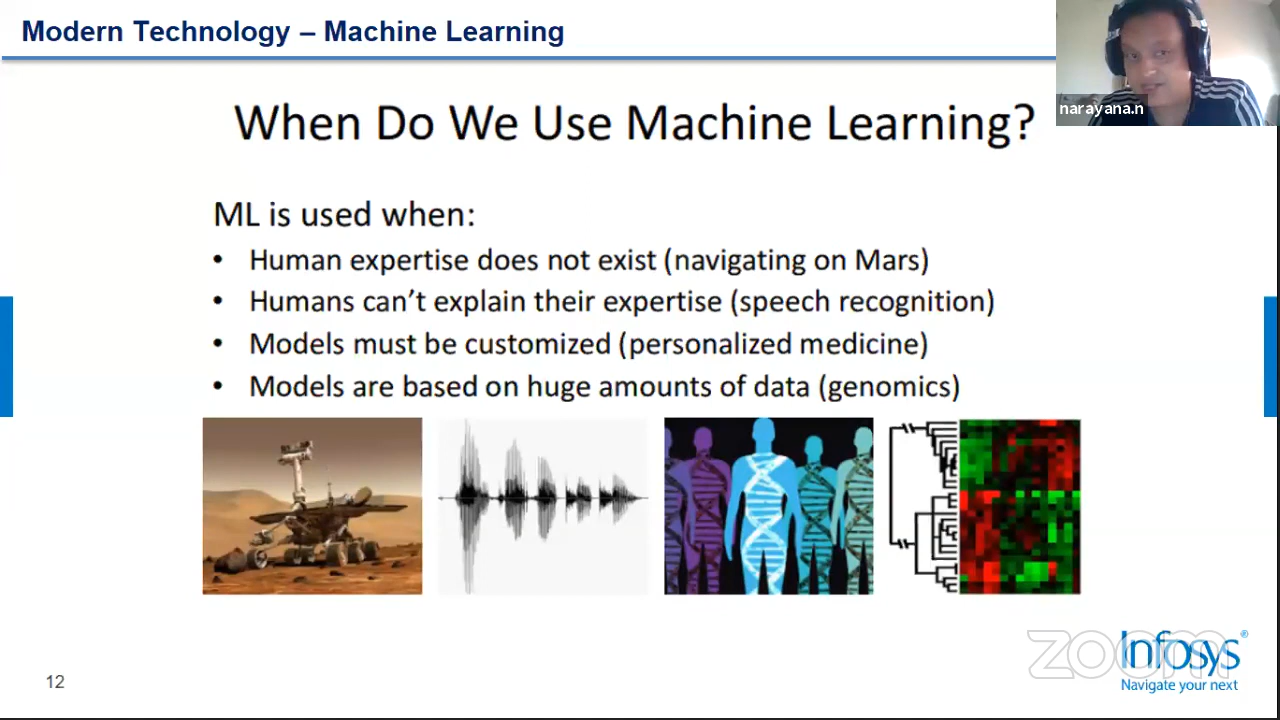 Modern Technology – Machine Learning
narayana.n
When Do We Use Machine Learning?
ML is used when:
• Human expertise does not exist (navigating on Mars)
• Humans can't explain their expertise (speech recognition)
• Models must be customized (personalized medicine)
• Models are based on huge amounts of data (genomics)
zoom
Infosys®
Navigate your next
12